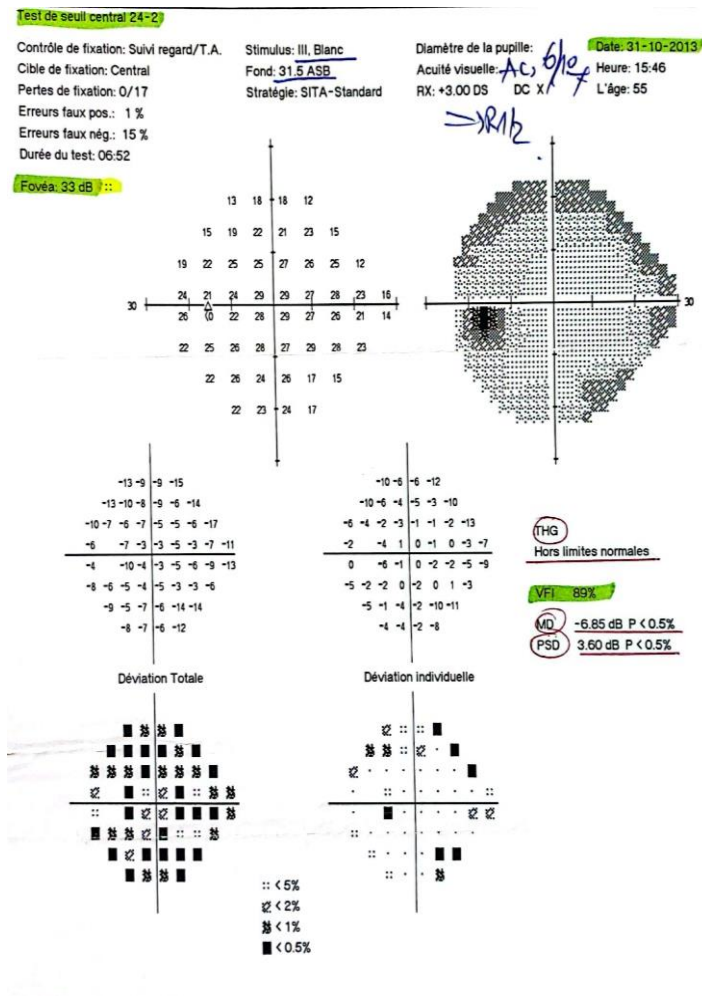 Test de seuil central 24-2
Contrôle de fixation: Suivi regard/T.A.
Cible de fixation: Central
Pertes de fixation: 0/17
Erreurs faux pos.: 1 %
Erreurs faux nég.: 15 %
Durée du test: 06:52
Fovéa: 33 dB ::
Stimulus: III, Blanc
Fond: 31.5 ASB
Stratégie: SITA-Standard
Diamètre de la pupille:
Acuité visuelle: AC, 6/10
RX: +3.00 DS DC X
Date: 31-10-2013
Heure: 15:46
L'âge: 55
13 18 18 12
15 19 22 21 23 15
19 22 25 25 27 26 25 12
24 21 24 29 29 27 28 23 16
30 30
26 <0 22 28 29 27 26 21 14
22 25 26 28 27 29 28 23
22 26 24 26 17 15
22 23 24 17
-13 -9 -9 -15
-13 -10 -8 -9 -6 -14
-10 -7 -6 -7 -5 -5 -6 -17
-6 -7 -3 -3 -5 -3 -7 -11
-4 -10 -4 -3 -5 -6 -9 -13
-8 -6 -5 -4 -5 -3 -3 -6
-9 -5 -7 -6 -14 -14
-8 -7 -6 -12
Déviation Totale
-10 -6 -6 -12
-10 -6 -4 -5 -3 -10
-6 -4 -2 -3 -1 -1 -2 -13
-2 -4 1 0 -1 0 -3 -7
0 -6 -1 0 -2 -2 -5 -9
-5 -2 -2 0 -2 0 1 -3
-5 -1 -4 -2 -10 -11
-4 -4 -2 -8
Déviation individuelle
THG
Hors limites normales
VFI 89%
MD -6.85 dB P < 0.5%
PSD 3.60 dB P < 0.5%
:: < 5%
< 2%
< 1%
< 0.5%